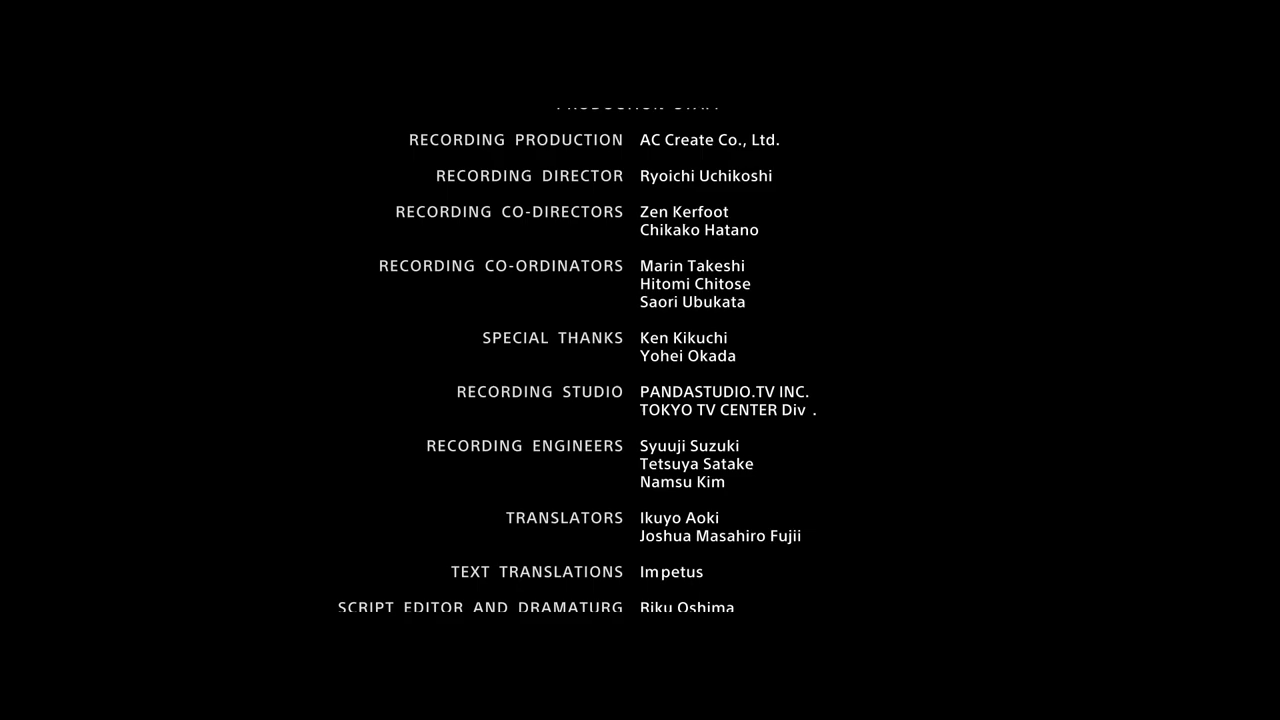 RECORDING PRODUCTION AC Create Co., Ltd.
RECORDING DIRECTOR Ryoichi Uchikoshi
RECORDING CO-DIRECTORS Zen Kerfoot
Chikako Hatano
RECORDING CO-ORDINATORS Marin Takeshi
Hitomi Chitose
Saori Ubukata
SPECIAL THANKS Ken Kikuchi
Yohei Okada
RECORDING STUDIO PANDASTUDIO.TV INC.
TOKYO TV CENTER Div .
RECORDING ENGINEERS Syuuji Suzuki
Tetsuya Satake
Namsu Kim
TRANSLATORS Ikuyo Aoki
Joshua Masahiro Fujii
TEXT TRANSLATIONS Impetus
SCRIPT EDITOR AND DRAMATURG Riku Oshima